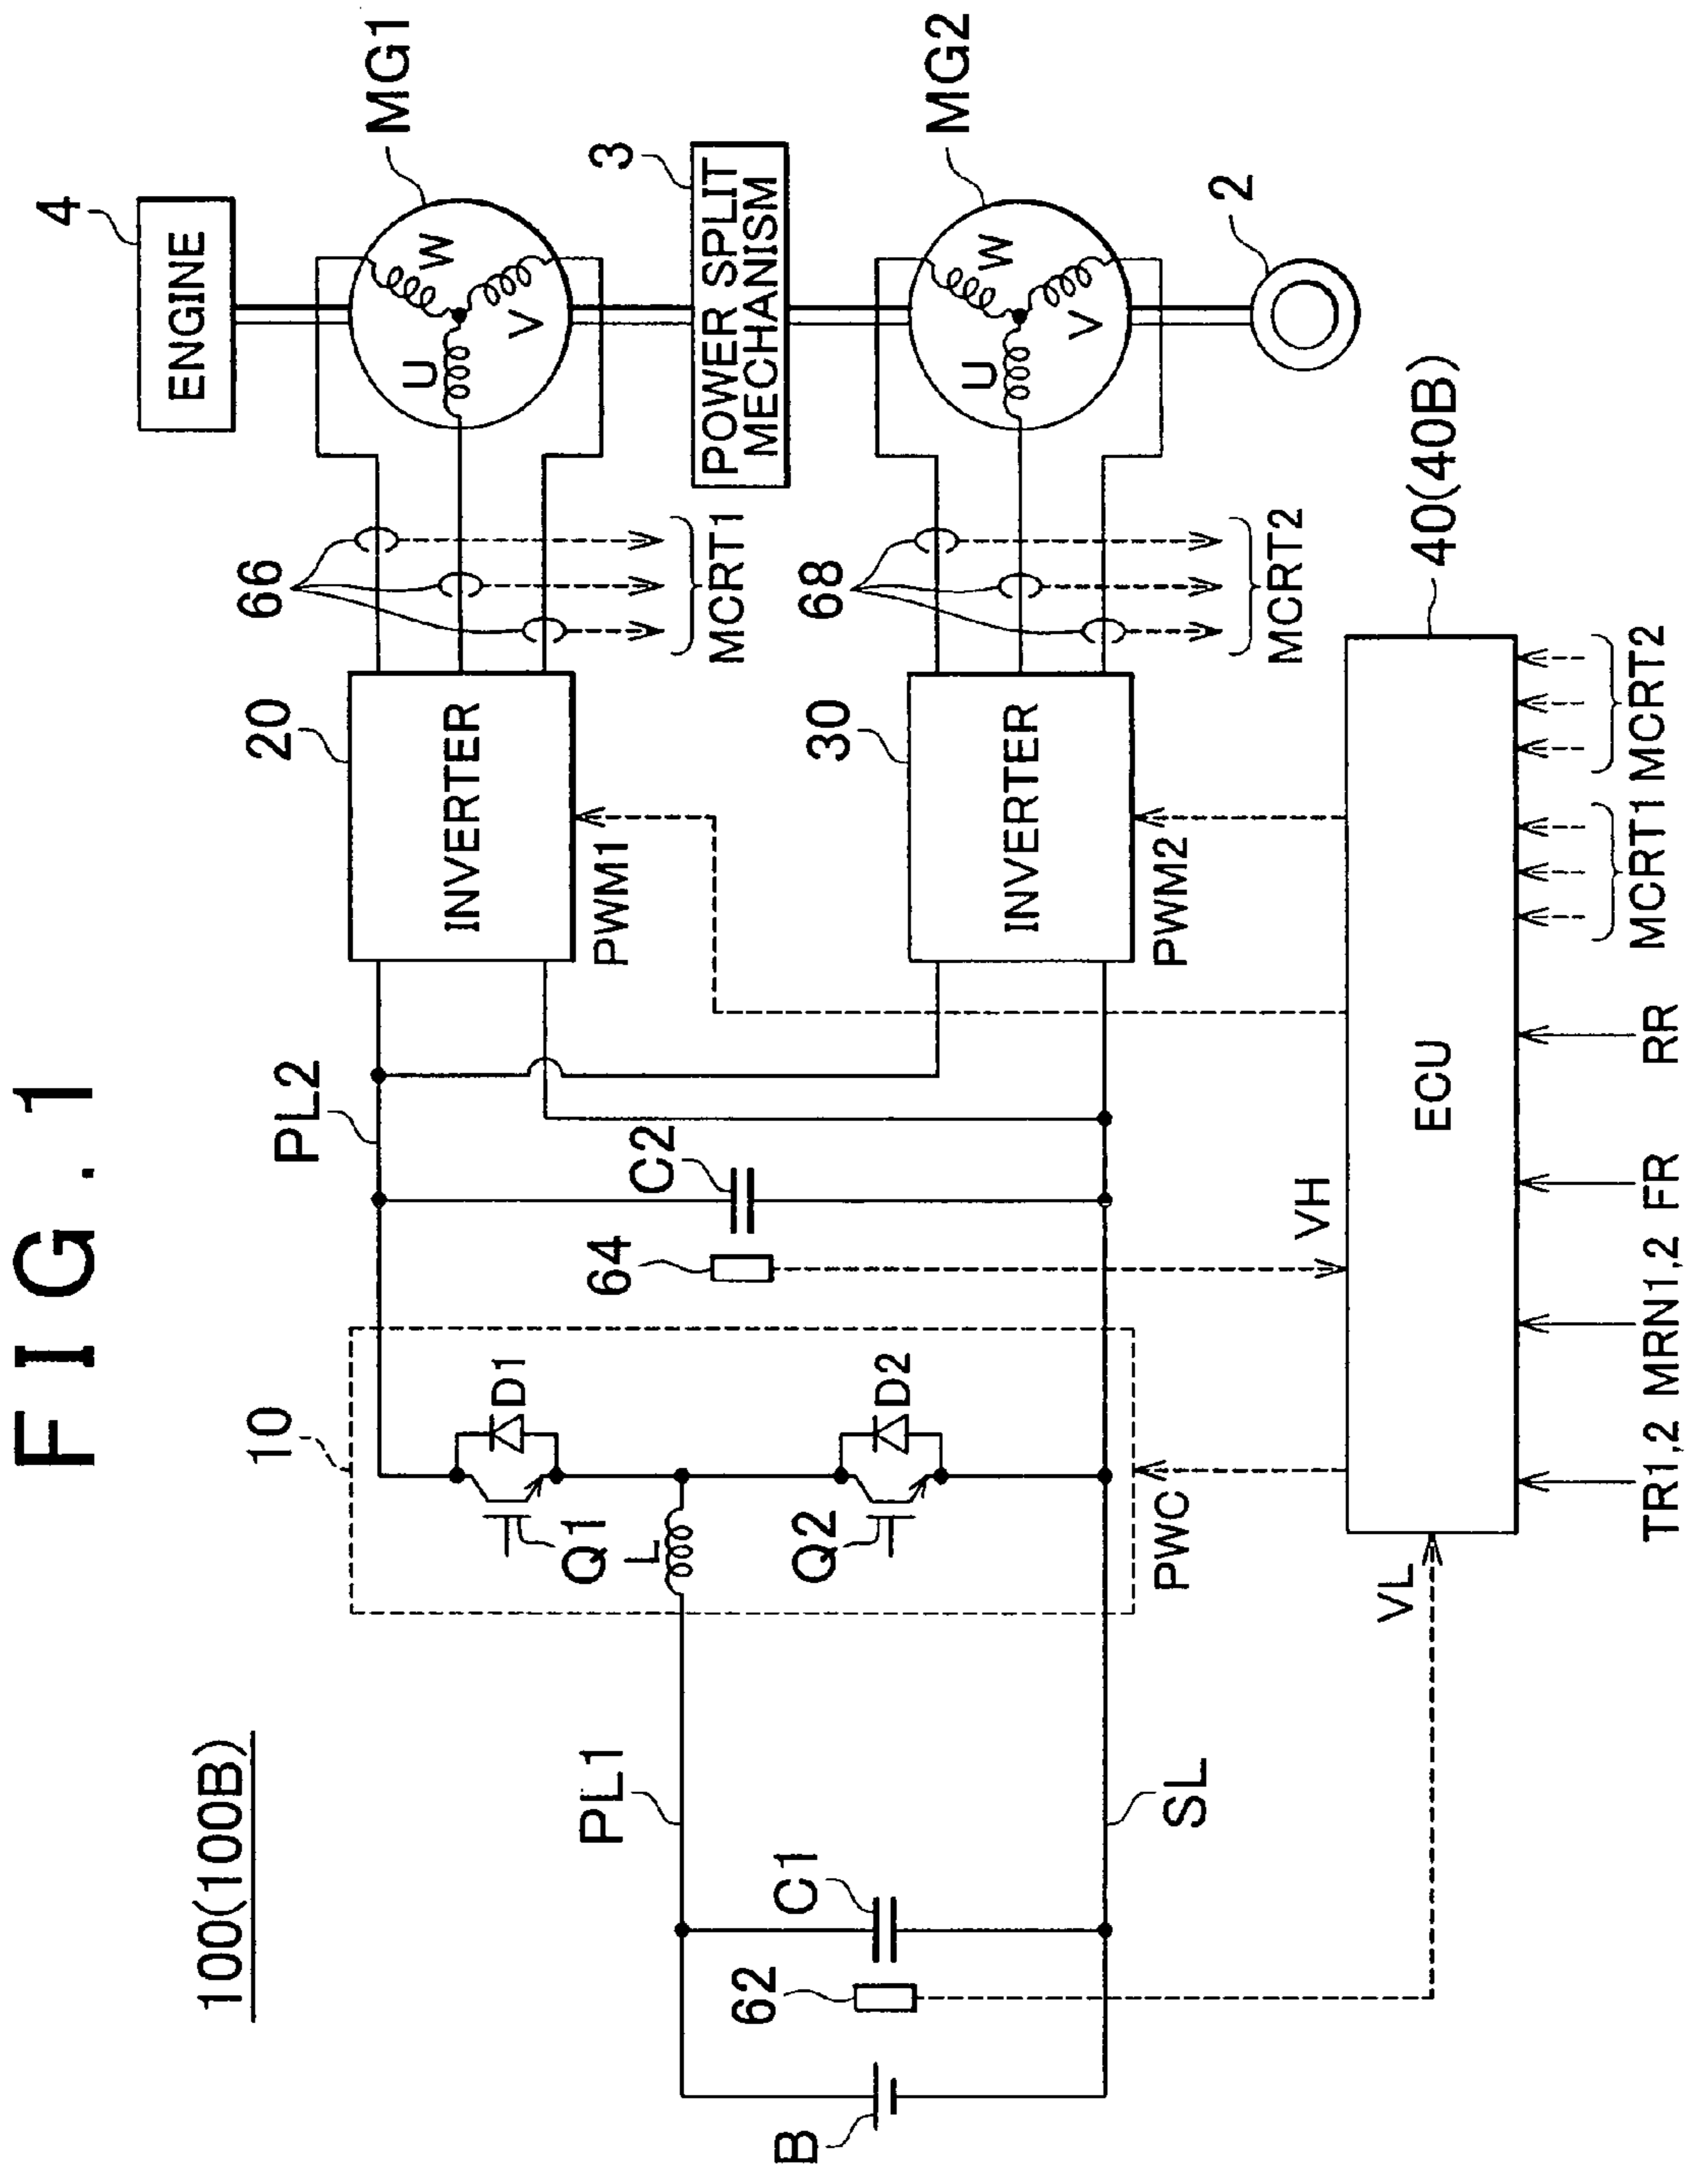 FIG. 1
100(100B)
4
ENGINE
MG1
W
U
V
66
MCRT1
20
INVERTER
PWM1
3
POWER SPLIT
MECHANISM
MG2
W
U
V
2
68
MCRT2
30
INVERTER
PWM2
PL2
C2
64
VH
10
D1
Q1
L
D2
Q2
PWC
PL1
SL
C1
62
B
VL
40(40B)
ECU
TR1,2 MRN1,2 FR RR MCRT1 MCRT2